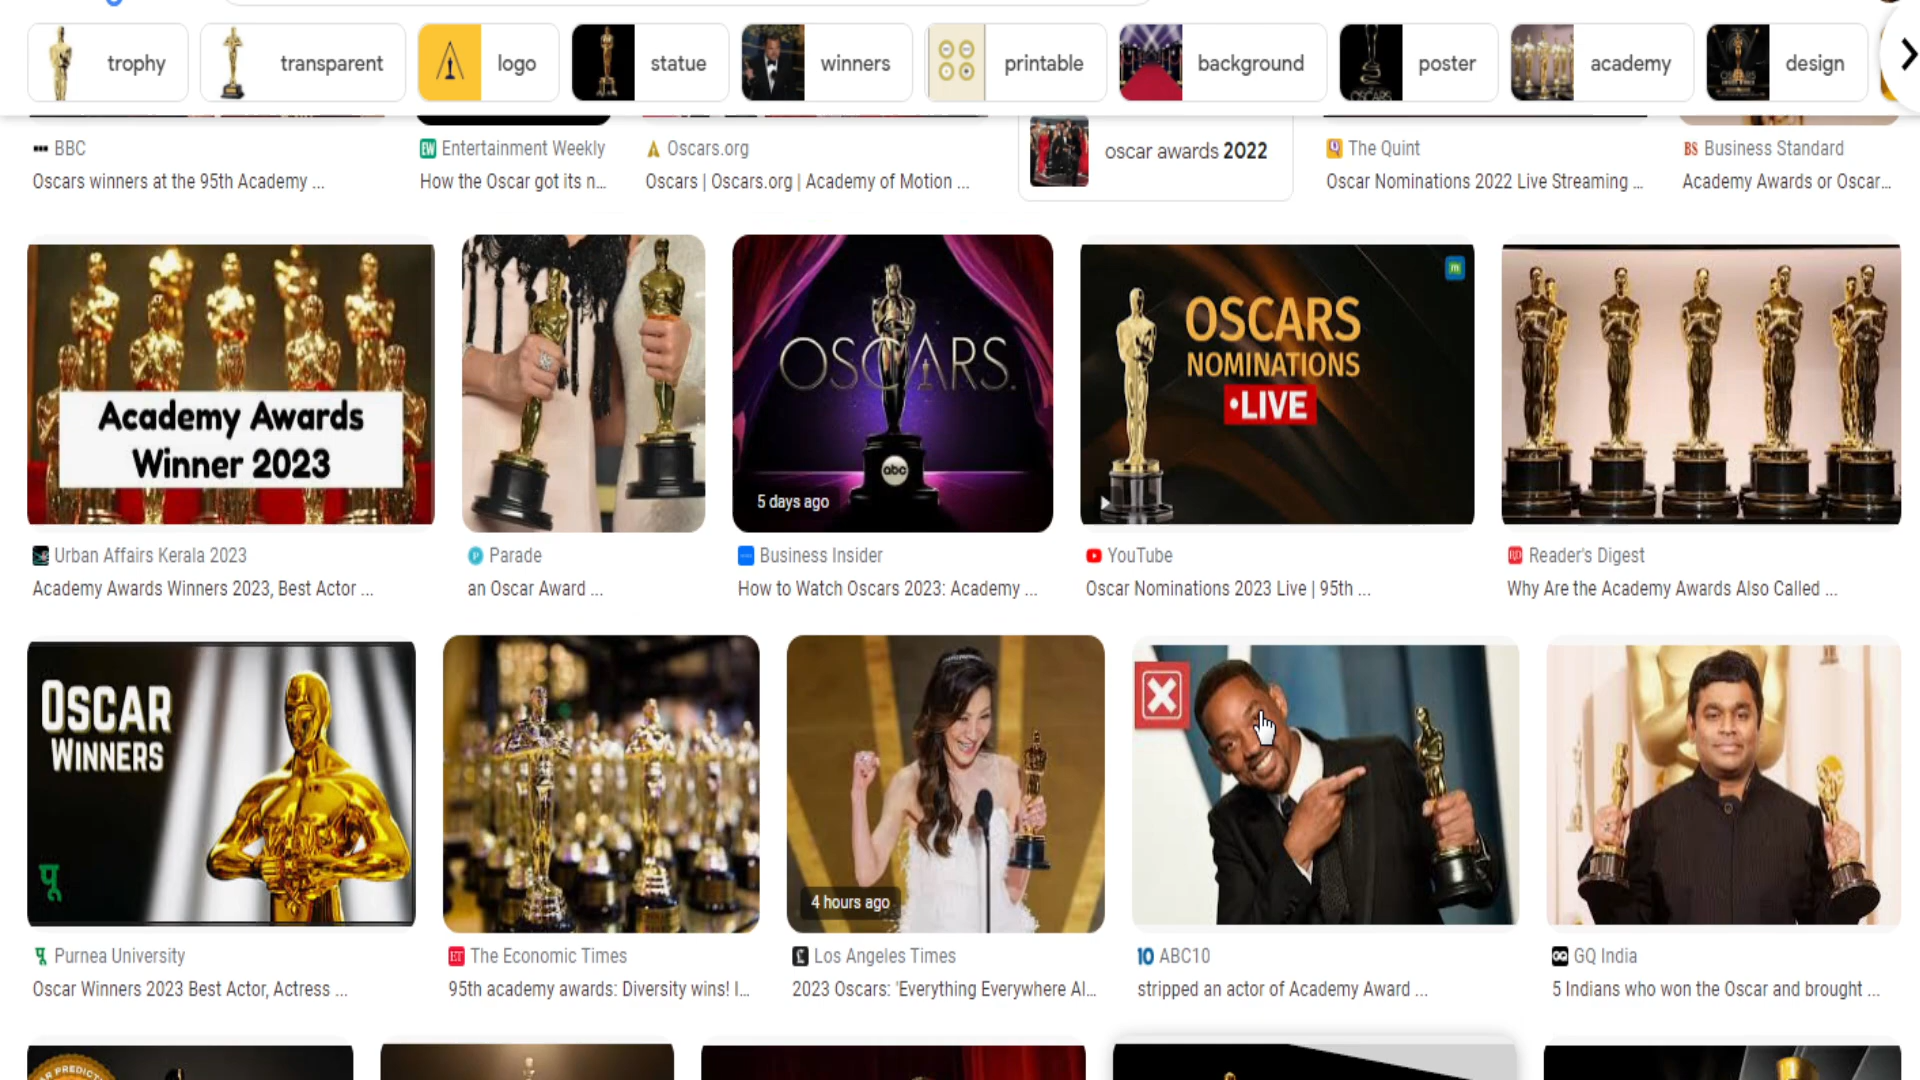 trophy
transparent
logo
statue
winners
printable
background
poster
academy
design
BBC
Oscars winners at the 95th Academy ...
EW Entertainment Weekly
How the Oscar got its n...
Oscars.org
Oscars | Oscars.org | Academy of Motion ...
oscar awards 2022
The Quint
Oscar Nominations 2022 Live Streaming ...
BS Business Standard
Academy Awards or Oscar...
Academy Awards
Winner 2023
OSCARS.
abc
5 days ago
m
OSCARS
NOMINATIONS
•LIVE
Urban Affairs Kerala 2023
Academy Awards Winners 2023, Best Actor ...
P Parade
an Oscar Award ...
Business Insider
How to Watch Oscars 2023: Academy ...
YouTube
Oscar Nominations 2023 Live | 95th ...
RD Reader's Digest
Why Are the Academy Awards Also Called ...
OSCAR
WINNERS
पू
4 hours ago
पू Purnea University
Oscar Winners 2023 Best Actor, Actress ...
ET The Economic Times
95th academy awards: Diversity wins! I...
Los Angeles Times
2023 Oscars: 'Everything Everywhere Al...
10 ABC10
stripped an actor of Academy Award ...
GQ GQ India
5 Indians who won the Oscar and brought ...